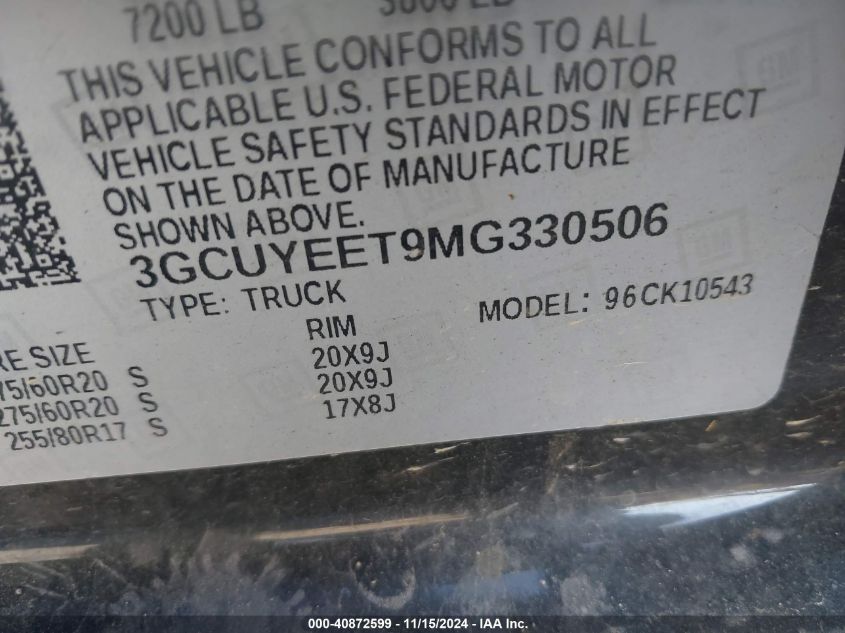 7200 LB
THIS VEHICLE CONFORMS TO ALL
APPLICABLE U.S. FEDERAL MOTOR
VEHICLE SAFETY STANDARDS IN EFFECT
ON THE DATE OF MANUFACTURE
SHOWN ABOVE.
3GCUYEET9MG330506
TYPE: TRUCK MODEL: 96CK10543
SIZE RIM
S 20X9J
275/60R20 S 20X9J
255/80R17 S 17X8J
000-40872599 - 11/15/2024 - IAA Inc.